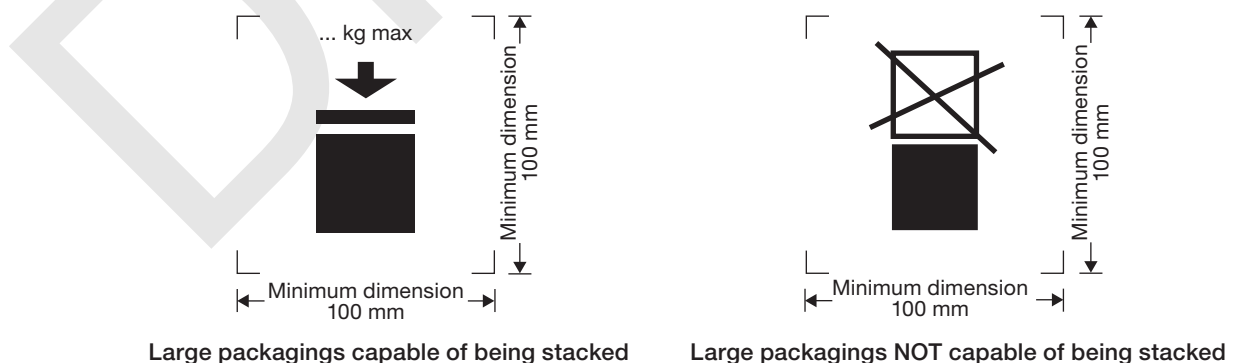 ... kg max
Minimum dimension
100 mm
Minimum dimension
100 mm
Large packagings capable of being stacked
Minimum dimension
100 mm
Minimum dimension
100 mm
Large packagings NOT capable of being stacked